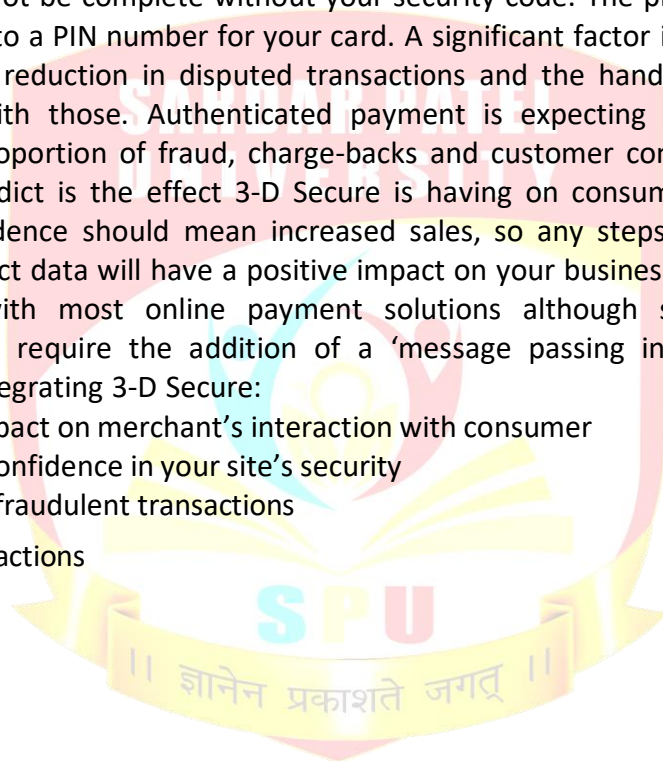 not be complete without your security code. The p
to a PIN number for your card. A significant factor i
reduction in disputed transactions and the hand
ith those. Authenticated payment is expecting
oportion of fraud, charge-backs and customer cor
dict is the effect 3-D Secure is having on consum
dence should mean increased sales, so any steps
ct data will have a positive impact on your busines
with most online payment solutions although s
require the addition of a ‘message passing in
egrating 3-D Secure:
pact on merchant’s interaction with consumer
onfidence in your site’s security
fraudulent transactions
actions
SARDAR PATEL
UNIVERSITY
SPU
॥ ज्ञानेन प्रकाशते जगत् ॥